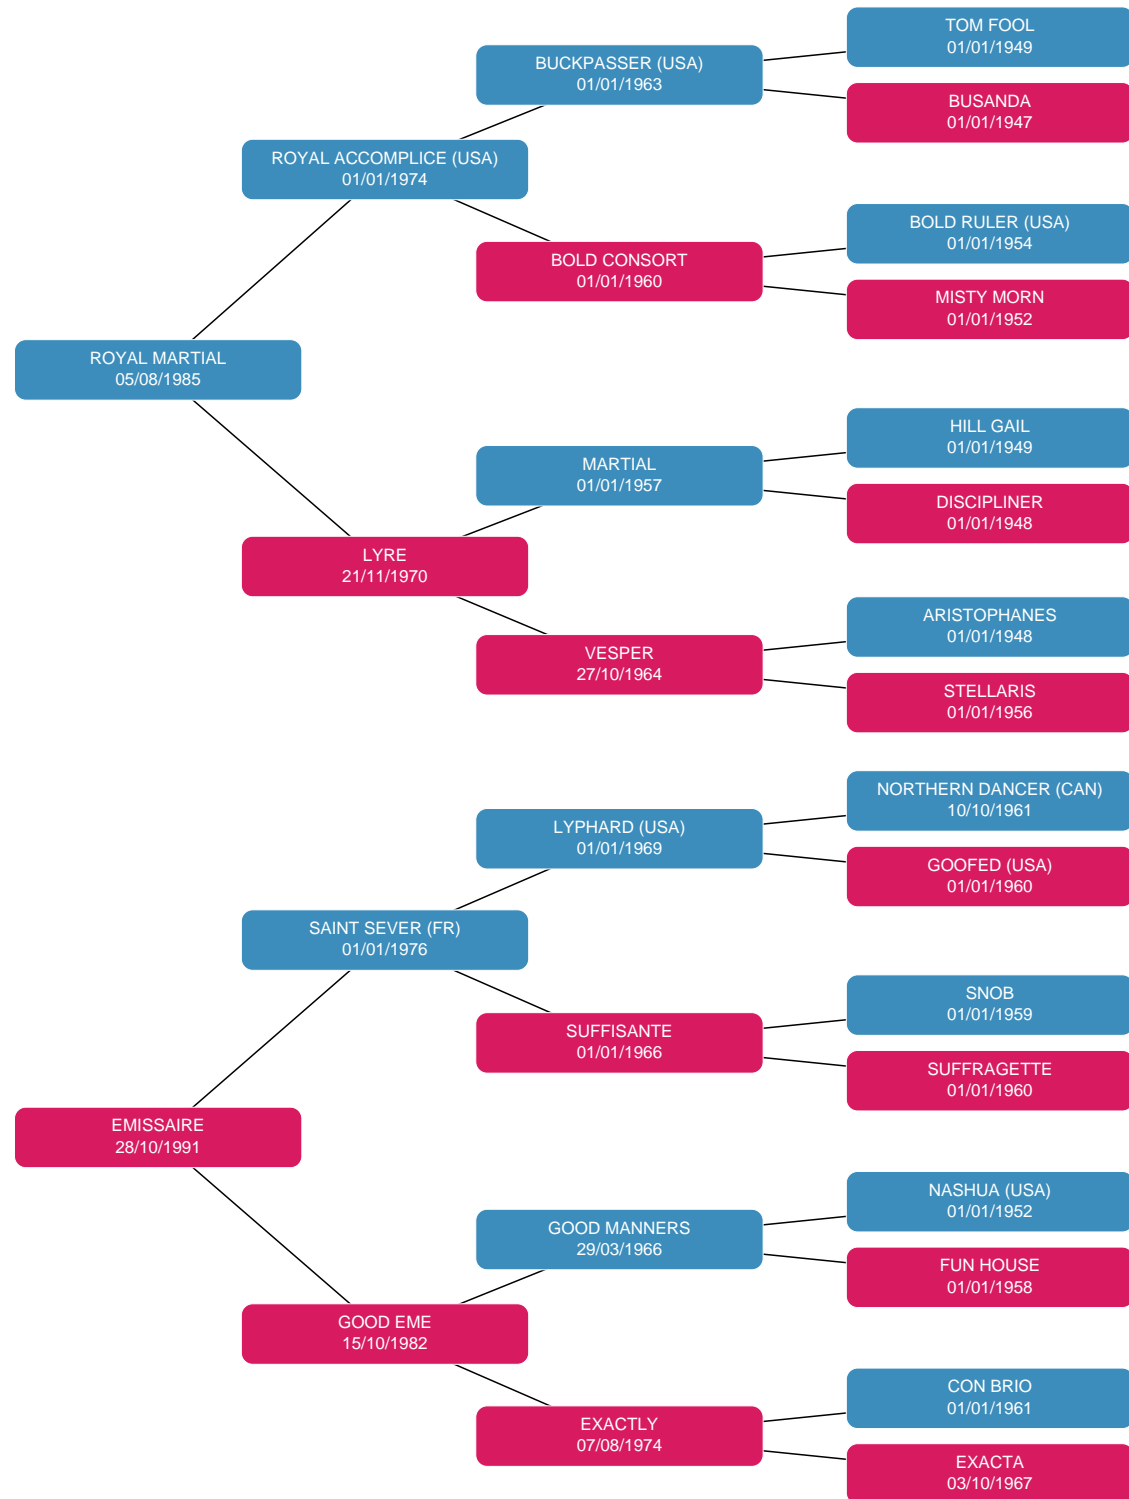 TOM FOOL
01/01/1949
BUCKPASSER (USA)
01/01/1963
BUSANDA
01/01/1947
ROYAL ACCOMPLICE (USA)
01/01/1974
BOLD RULER (USA)
01/01/1954
BOLD CONSORT
01/01/1960
MISTY MORN
01/01/1952
ROYAL MARTIAL
05/08/1985
HILL GAIL
01/01/1949
MARTIAL
01/01/1957
DISCIPLINER
01/01/1948
LYRE
21/11/1970
ARISTOPHANES
01/01/1948
VESPER
27/10/1964
STELLARIS
01/01/1956
NORTHERN DANCER (CAN)
10/10/1961
LYPHARD (USA)
01/01/1969
GOOFED (USA)
01/01/1960
SAINT SEVER (FR)
01/01/1976
SNOB
01/01/1959
SUFFISANTE
01/01/1966
SUFFRAGETTE
01/01/1960
EMISSAIRE
28/10/1991
NASHUA (USA)
01/01/1952
GOOD MANNERS
29/03/1966
FUN HOUSE
01/01/1958
GOOD EME
15/10/1982
CON BRIO
01/01/1961
EXACTLY
07/08/1974
EXACTA
03/10/1967